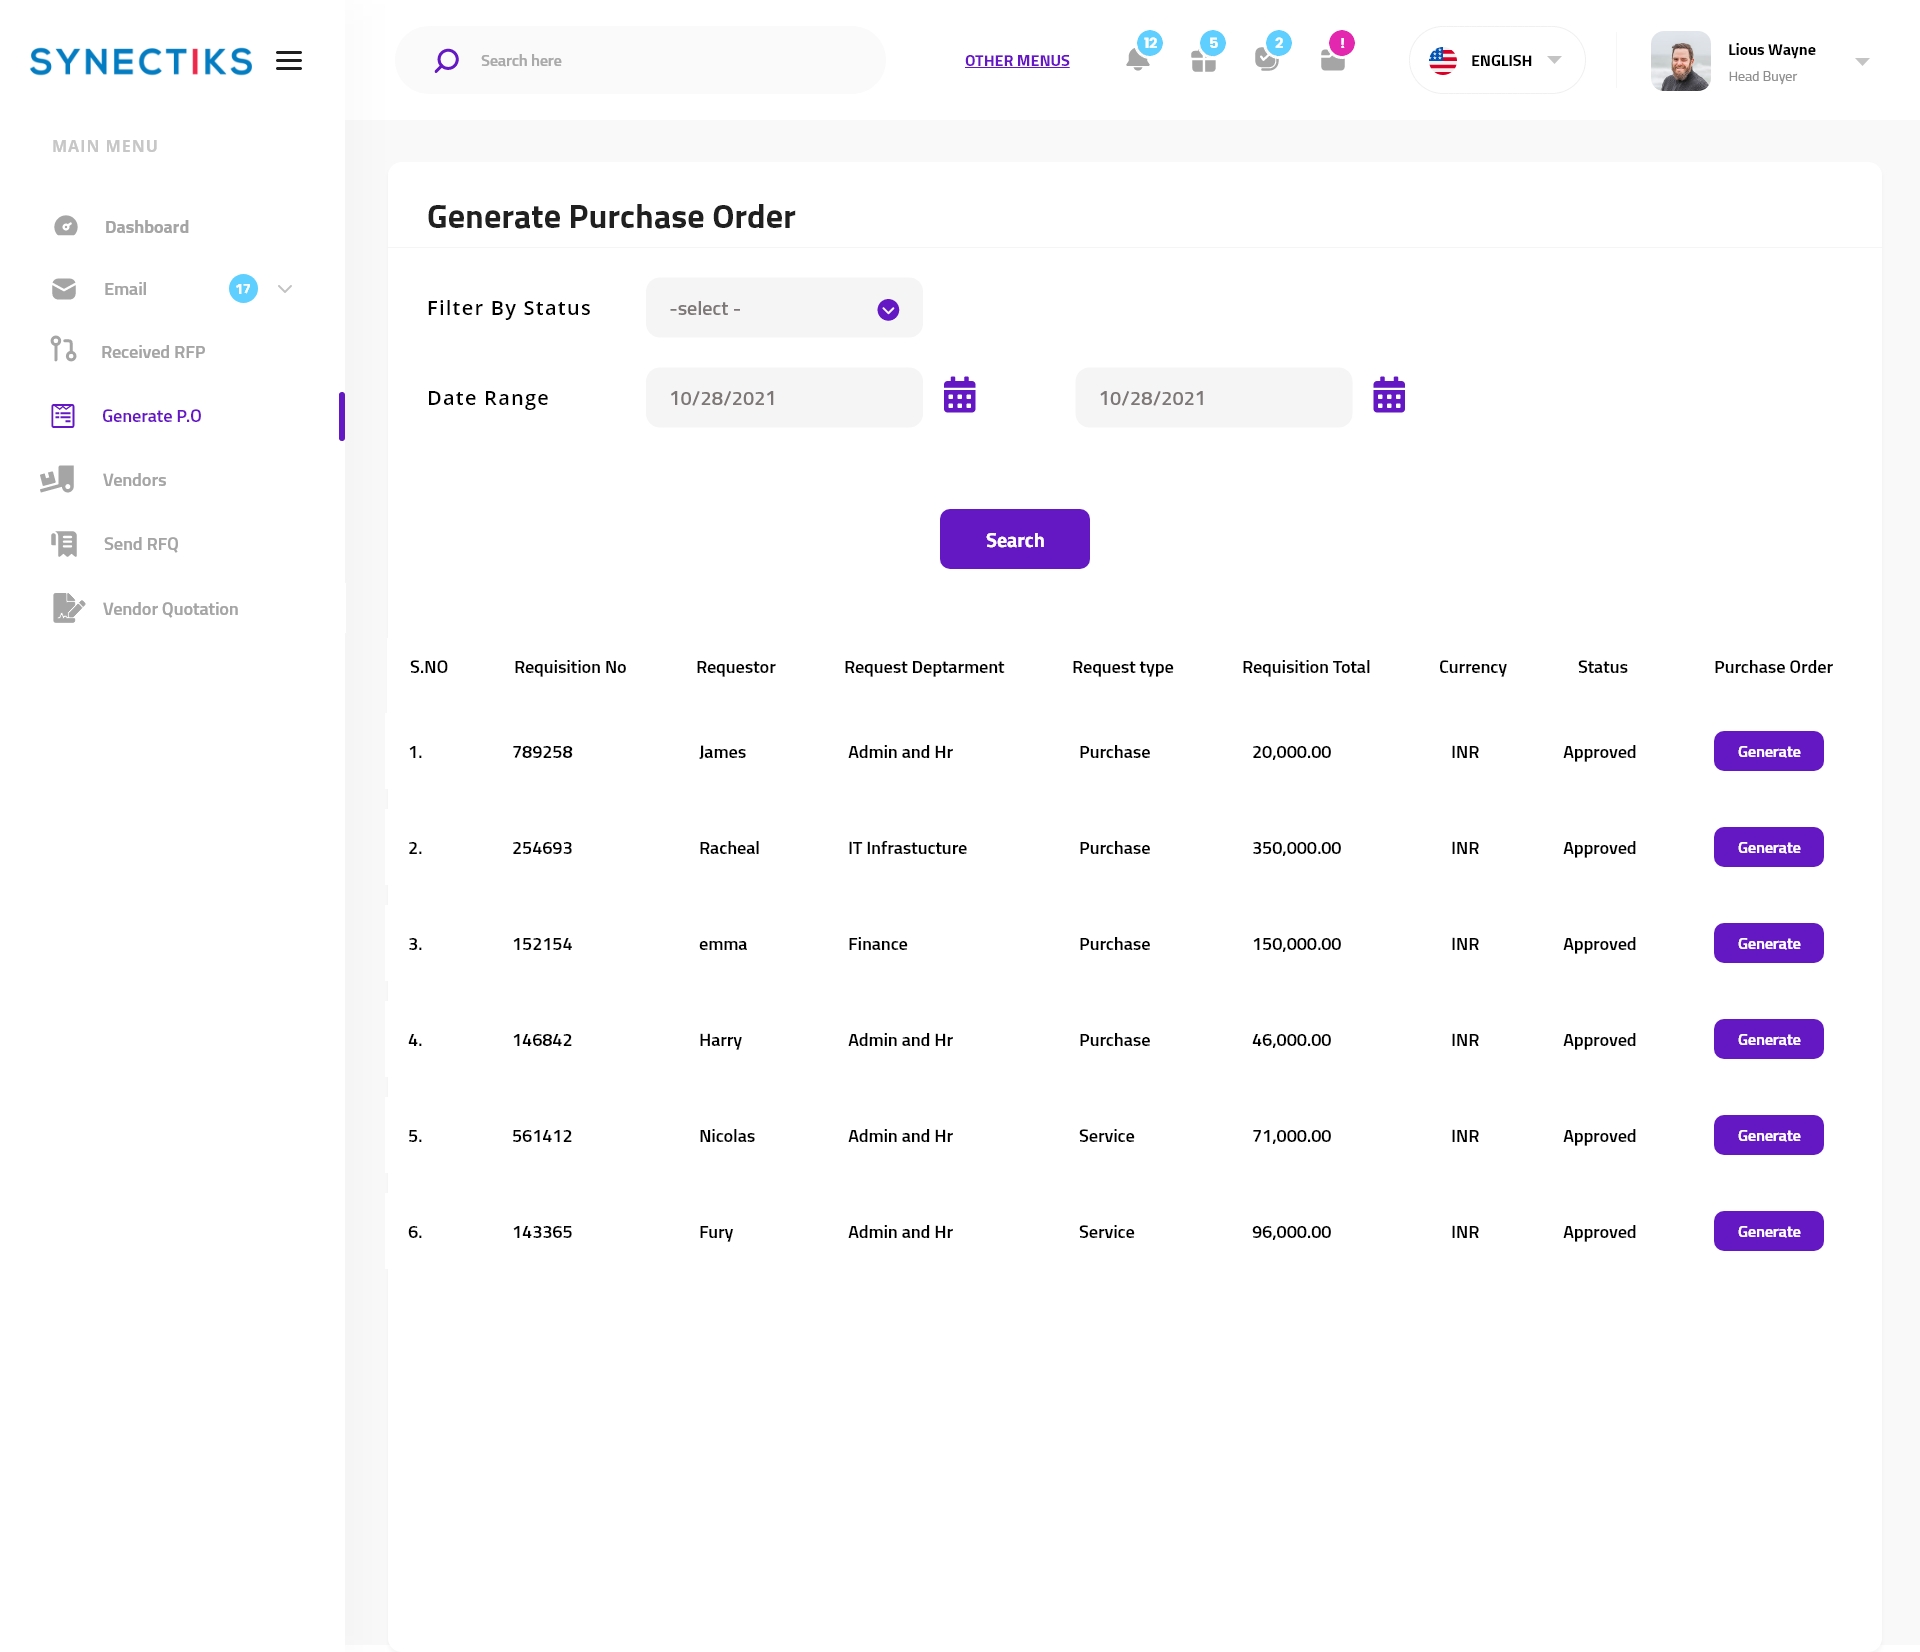 SYNECTIKS
Search here
OTHER MENUS
12
5
2
!
ENGLISH
Lious Wayne
Head Buyer
MAIN MENU
Dashboard
Email 17
Received RFP
Generate P.O
Vendors
Send RFQ
Vendor Quotation
Generate Purchase Order
Filter By Status -select -
Date Range 10/28/2021 10/28/2021
Search
S.NO Requisition No Requestor Request Deptarment Request type Requisition Total Currency Status Purchase Order
1. 789258 James Admin and Hr Purchase 20,000.00 INR Approved Generate
2. 254693 Racheal IT Infrastucture Purchase 350,000.00 INR Approved Generate
3. 152154 emma Finance Purchase 150,000.00 INR Approved Generate
4. 146842 Harry Admin and Hr Purchase 46,000.00 INR Approved Generate
5. 561412 Nicolas Admin and Hr Service 71,000.00 INR Approved Generate
6. 143365 Fury Admin and Hr Service 96,000.00 INR Approved Generate